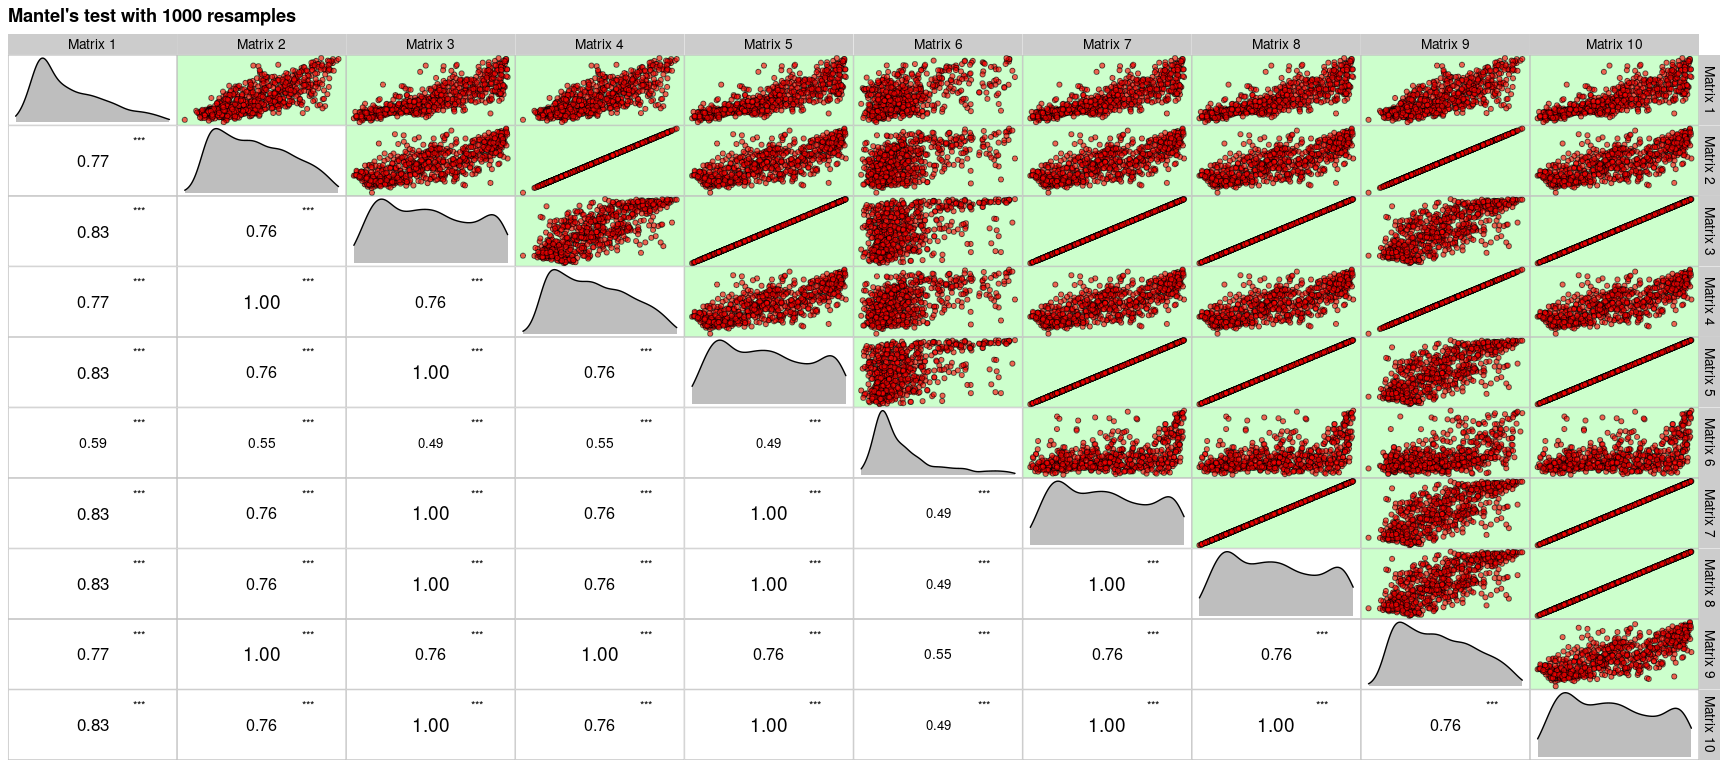 Mantel's test with 1000 resamples
Matrix 1 Matrix 2 Matrix 3 Matrix 4 Matrix 5 Matrix 6 Matrix 7 Matrix 8 Matrix 9 Matrix 10
Matrix 1
*** 
0.77 Matrix 2
*** ***
0.83 0.76 Matrix 3
*** *** ***
0.77 1.00 0.76 Matrix 4
*** *** *** ***
0.83 0.76 1.00 0.76 Matrix 5
*** *** *** *** ***
0.59 0.55 0.49 0.55 0.49 Matrix 6
*** *** *** *** *** ***
0.83 0.76 1.00 0.76 1.00 0.49 Matrix 7
*** *** *** *** *** *** ***
0.83 0.76 1.00 0.76 1.00 0.49 1.00 Matrix 8
*** *** *** *** *** *** *** ***
0.77 1.00 0.76 1.00 0.76 0.55 0.76 0.76 Matrix 9
*** *** *** *** *** *** *** *** ***
0.83 0.76 1.00 0.76 1.00 0.49 1.00 1.00 0.76 Matrix 10